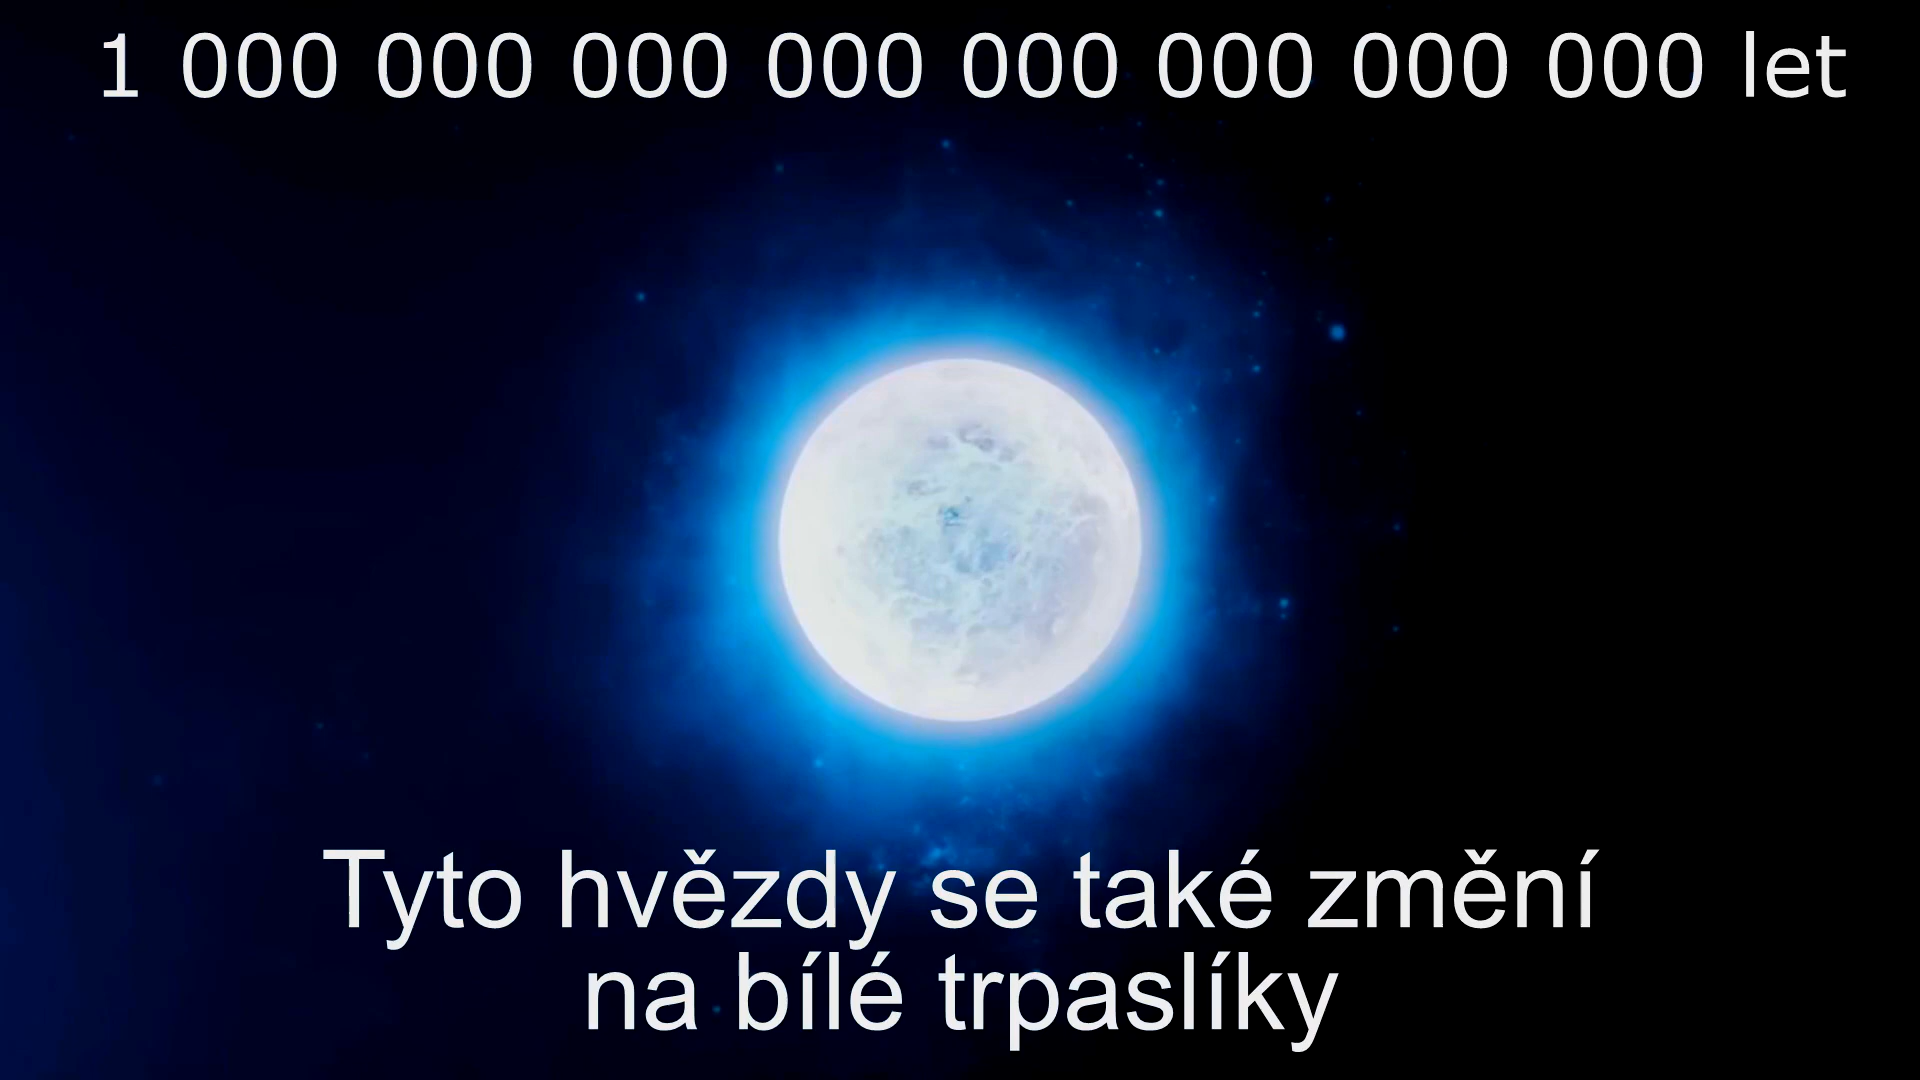 1 000 000 000 000 000 000 000 000 let
Tyto hvězdy se také změní
na bílé trpaslíky